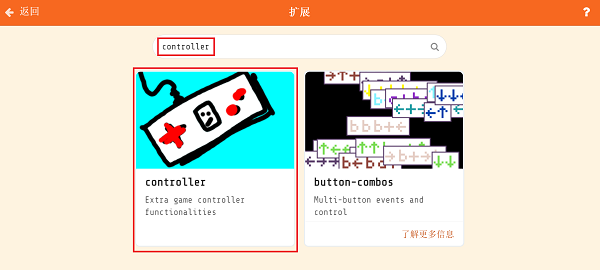 返回
扩展
?
controller
controller
Extra game controller
functionalities
button-combos
Multi-button events and
control
了解更多信息